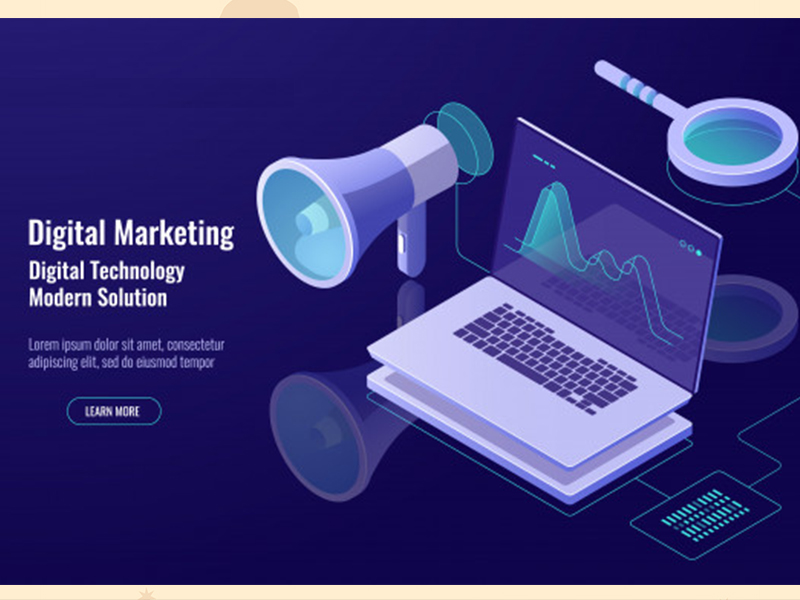 Digital Marketing
Digital Technology
Modern Solution
Lorem ipsum dolor sit amet, consectetur
adipiscing elit, sed do eiusmod tempor
LEARN MORE